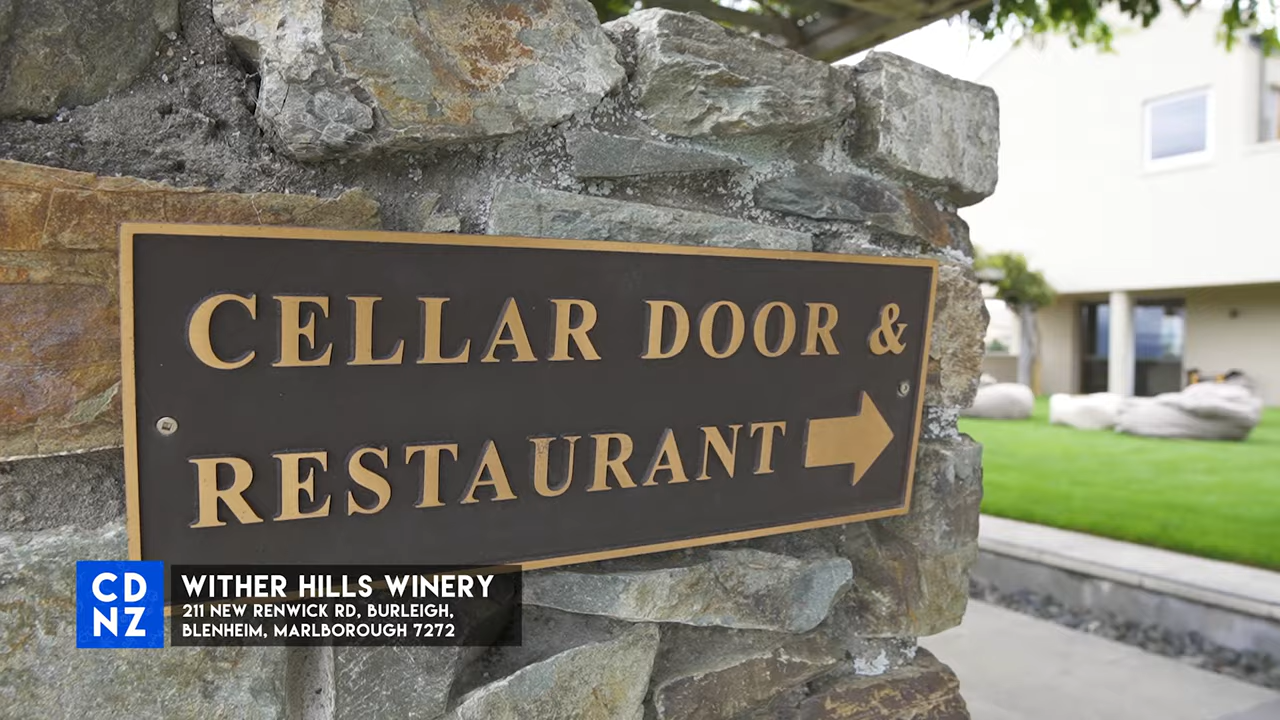 CELLAR DOOR &
RESTAURANT
CD
NZ
WITHER HILLS WINERY
211 NEW RENWICK RD, BURLEIGH,
BLENHEIM, MARLBOROUGH 7272